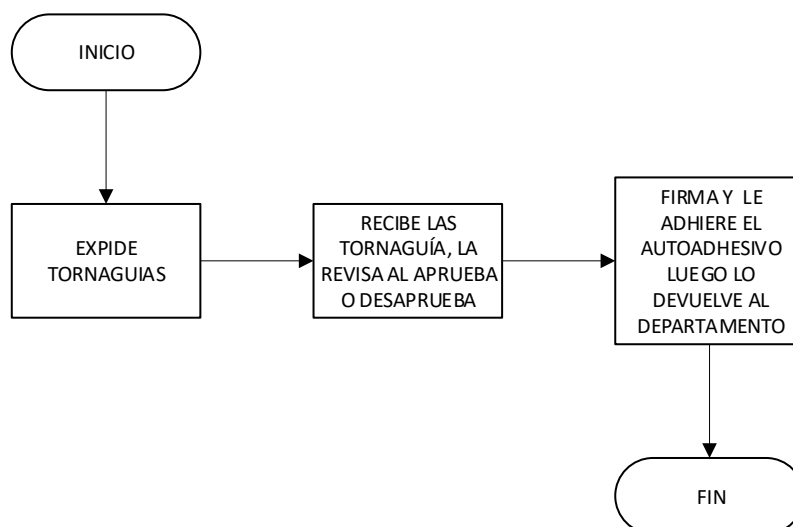 INICIO
EXPIDE
TORNAGUIAS
RECIBE LAS
TORNAGUÍA, LA
REVISA AL APRUEBA
O DESAPRUEBA
FIRMA Y LE
ADHIERE EL
AUTOADHESIVO
LUEGO LO
DEVUELVE AL
DEPARTAMENTO
FIN